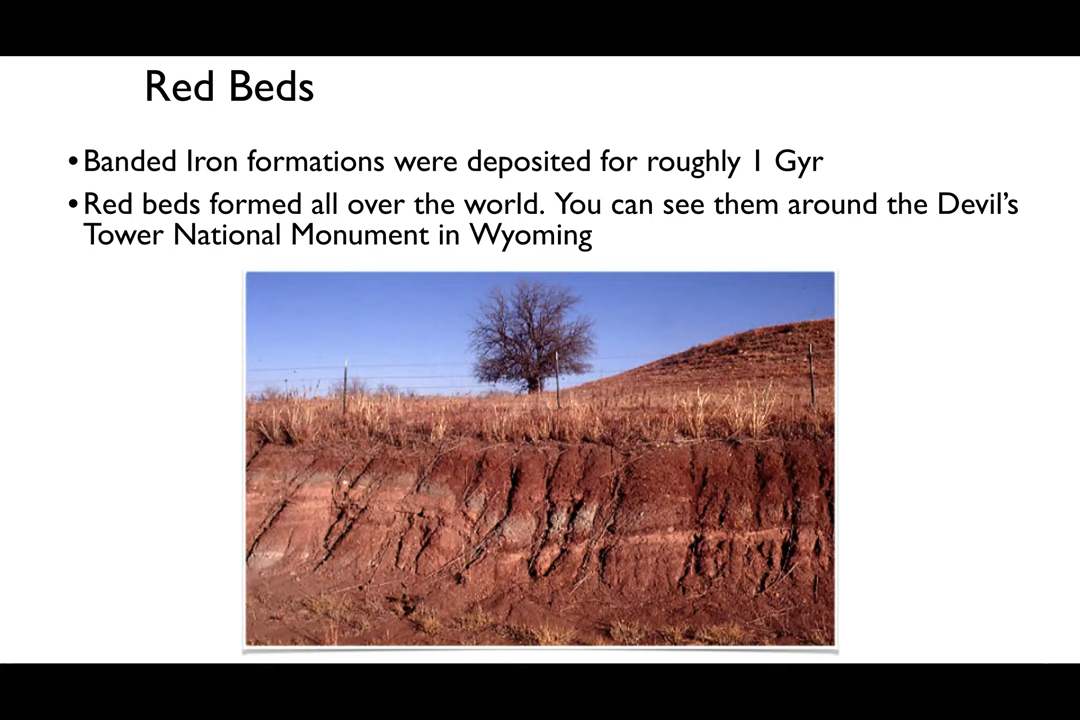 Red Beds
• Banded Iron formations were deposited for roughly 1 Gyr
• Red beds formed all over the world. You can see them around the Devil’s
Tower National Monument in Wyoming